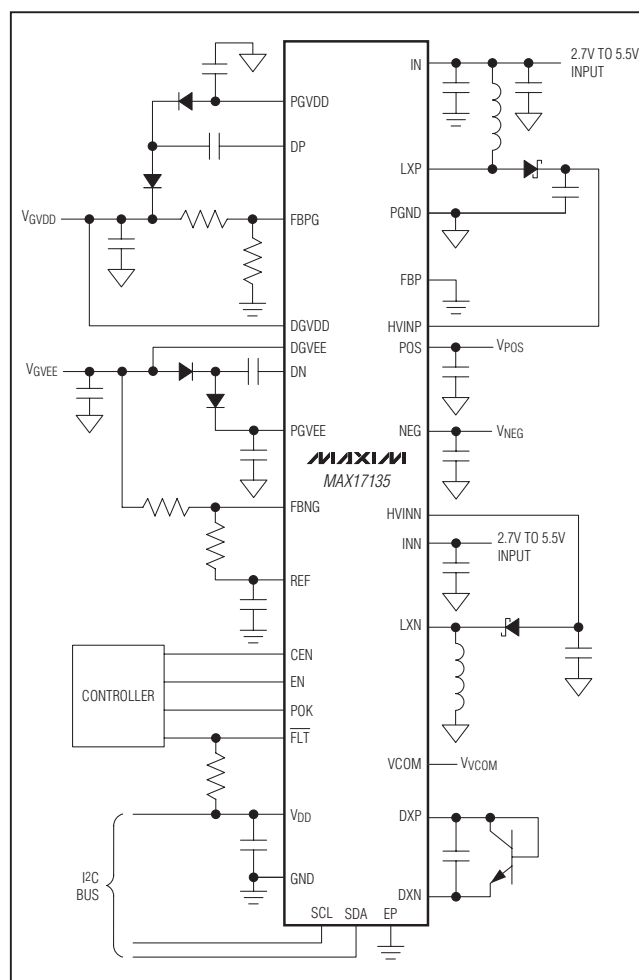 IN
2.7V TO 5.5V
INPUT
PGVDD
DP
LXP
VGVDD
FBPG
PGND
FBP
DGVDD
HVINP
DGVEE
POS
VPOS
VGVEE
DN
PGVEE
NEG
VNEG
MAXIM
MAX17135
FBNG
HVINN
2.7V TO 5.5V
INN
INPUT
REF
LXN
CONTROLLER
CEN
EN
POK
FLT
VCOM
VVCOM
VDD
DXP
I2C
BUS
GND
DXN
SCL
SDA
EP